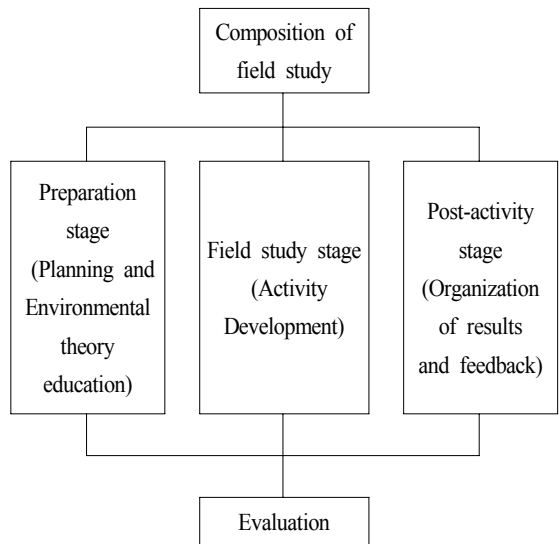 Composition of
field study
Preparation
stage
(Planning and
Environmental
theory
education)
Field study stage
(Activity
Development)
Post-activity
stage
(Organization
of results
and feedback)
Evaluation